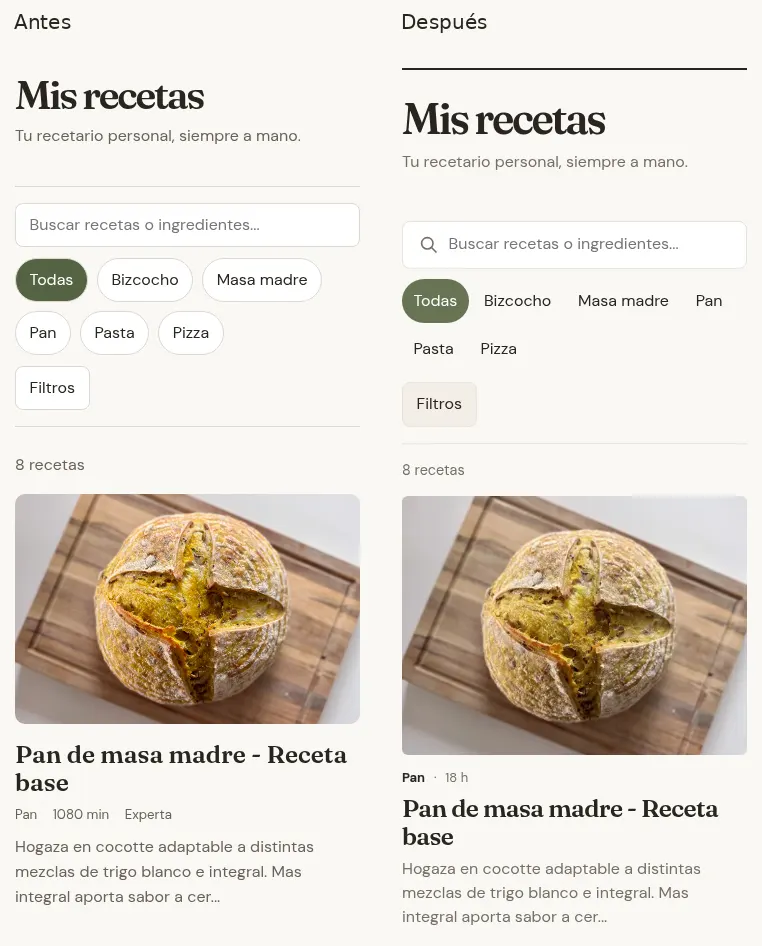 Antes
Mis recetas
Tu recetario personal, siempre a mano.
Buscar recetas o ingredientes...
Todas Bizcocho Masa madre
Pan Pasta Pizza
Filtros
8 recetas
Pan de masa madre - Receta
base
Pan 1080 min Experta
Hogaza en cocotte adaptable a distintas
mezclas de trigo blanco e integral. Mas
integral aporta sabor a cer...
Después
Mis recetas
Tu recetario personal, siempre a mano.
Buscar recetas o ingredientes...
Todas Bizcocho Masa madre Pan
Pasta Pizza
Filtros
8 recetas
Pan · 18 h
Pan de masa madre - Receta
base
Hogaza en cocotte adaptable a distintas
mezclas de trigo blanco e integral. Mas
integral aporta sabor a cer...